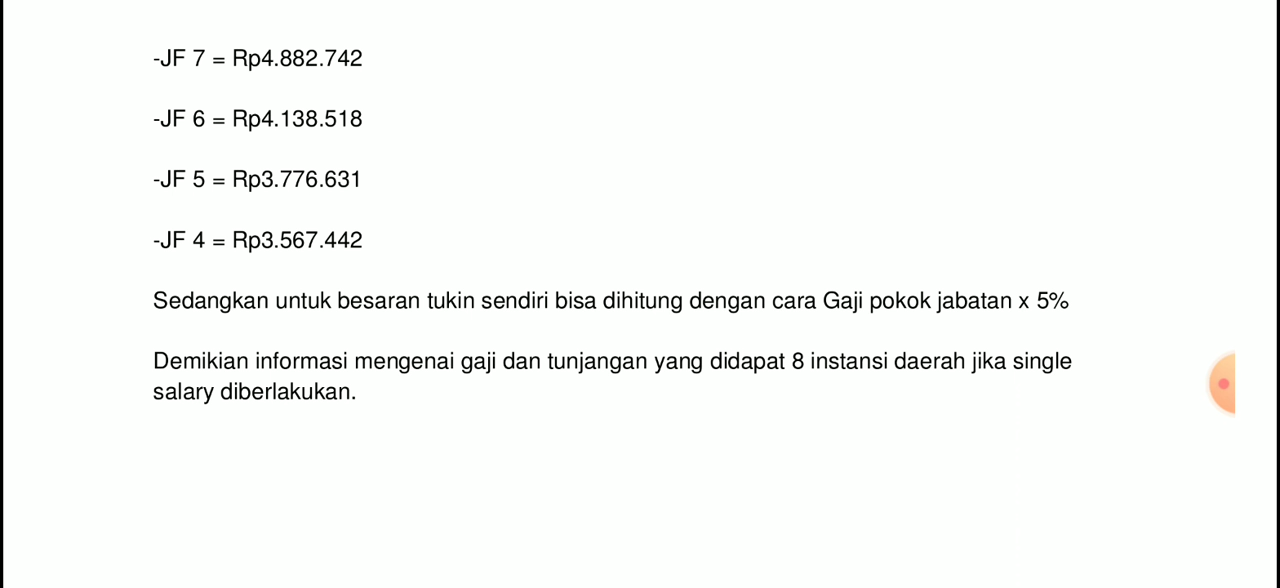 -JF 7 = Rp4.882.742
-JF 6 = Rp4.138.518
-JF 5 = Rp3.776.631
-JF 4 = Rp3.567.442
Sedangkan untuk besaran tukin sendiri bisa dihitung dengan cara Gaji pokok jabatan x 5%
Demikian informasi mengenai gaji dan tunjangan yang didapat 8 instansi daerah jika single
salary diberlakukan.